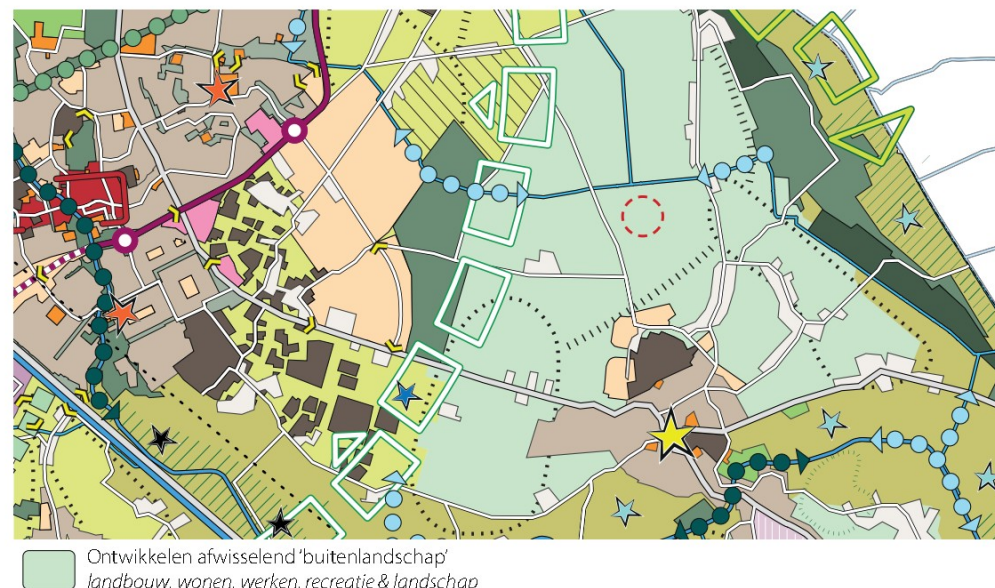 Ontwikkelen afwisselend ‘buitenlandschap’
landbouw, wonen, werken, recreatie & landschap